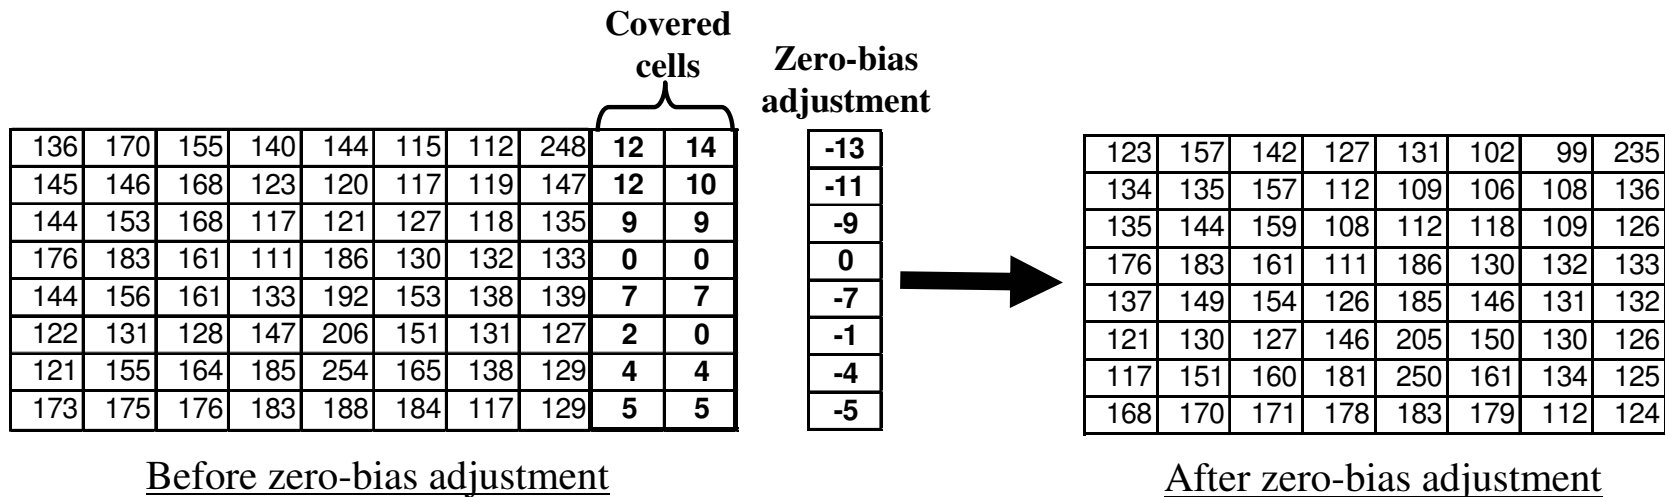 Covered
cells
Zero-bias
adjustment
136 170 155 140 144 115 112 248 12 14
145 146 168 123 120 117 119 147 12 10
144 153 168 117 121 127 118 135 9 9
176 183 161 111 186 130 132 133 0 0
144 156 161 133 192 153 138 139 7 7
122 131 128 147 206 151 131 127 2 0
121 155 164 185 254 165 138 129 4 4
173 175 176 183 188 184 117 129 5 5
-13
-11
-9
0
-7
-1
-4
-5
123 157 142 127 131 102 99 235
134 135 157 112 109 106 108 136
135 144 159 108 112 118 109 126
176 183 161 111 186 130 132 133
137 149 154 126 185 146 131 132
121 130 127 146 205 150 130 126
117 151 160 181 250 161 134 125
168 170 171 178 183 179 112 124
Before zero-bias adjustment
After zero-bias adjustment